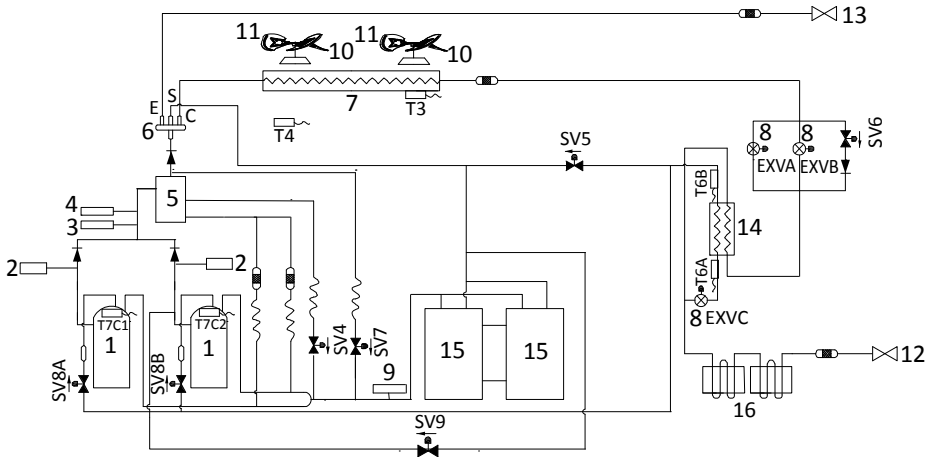 11
10
11
10
13
E
S
C
6
7
T3
T4
8
8
SV6
EXVA
EXVB
SV5
T6B
14
T6A
8
EXVC
5
4
3
2
2
T7C1
T7C2
1
1
SV8A
SV8B
SV4
SV7
9
15
15
12
16
SV9